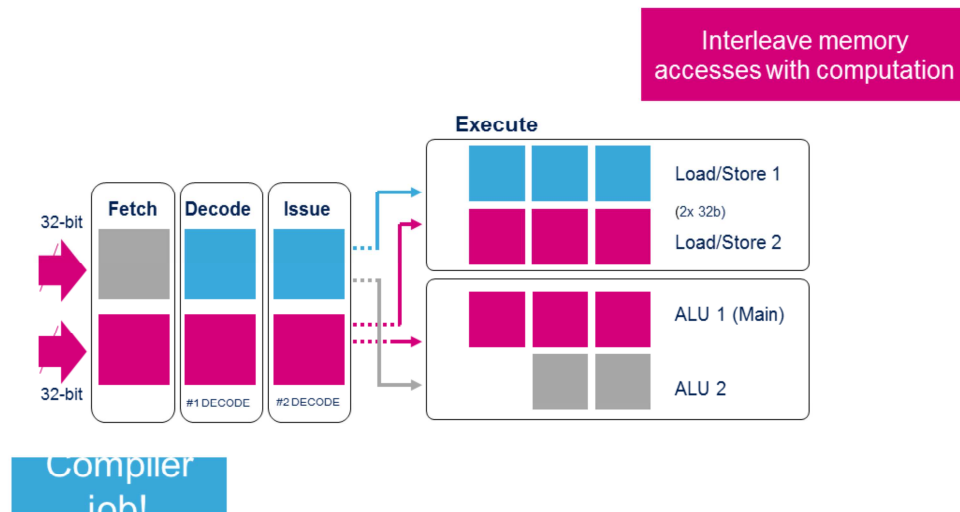 Interleave memory
accesses with computation
Execute
Load/Store 1
(2x 32b)
Load/Store 2
Fetch
Decode
Issue
32-bit
32-bit
#1 DECODE
#2 DECODE
ALU 1 (Main)
ALU 2
Compiler
job!